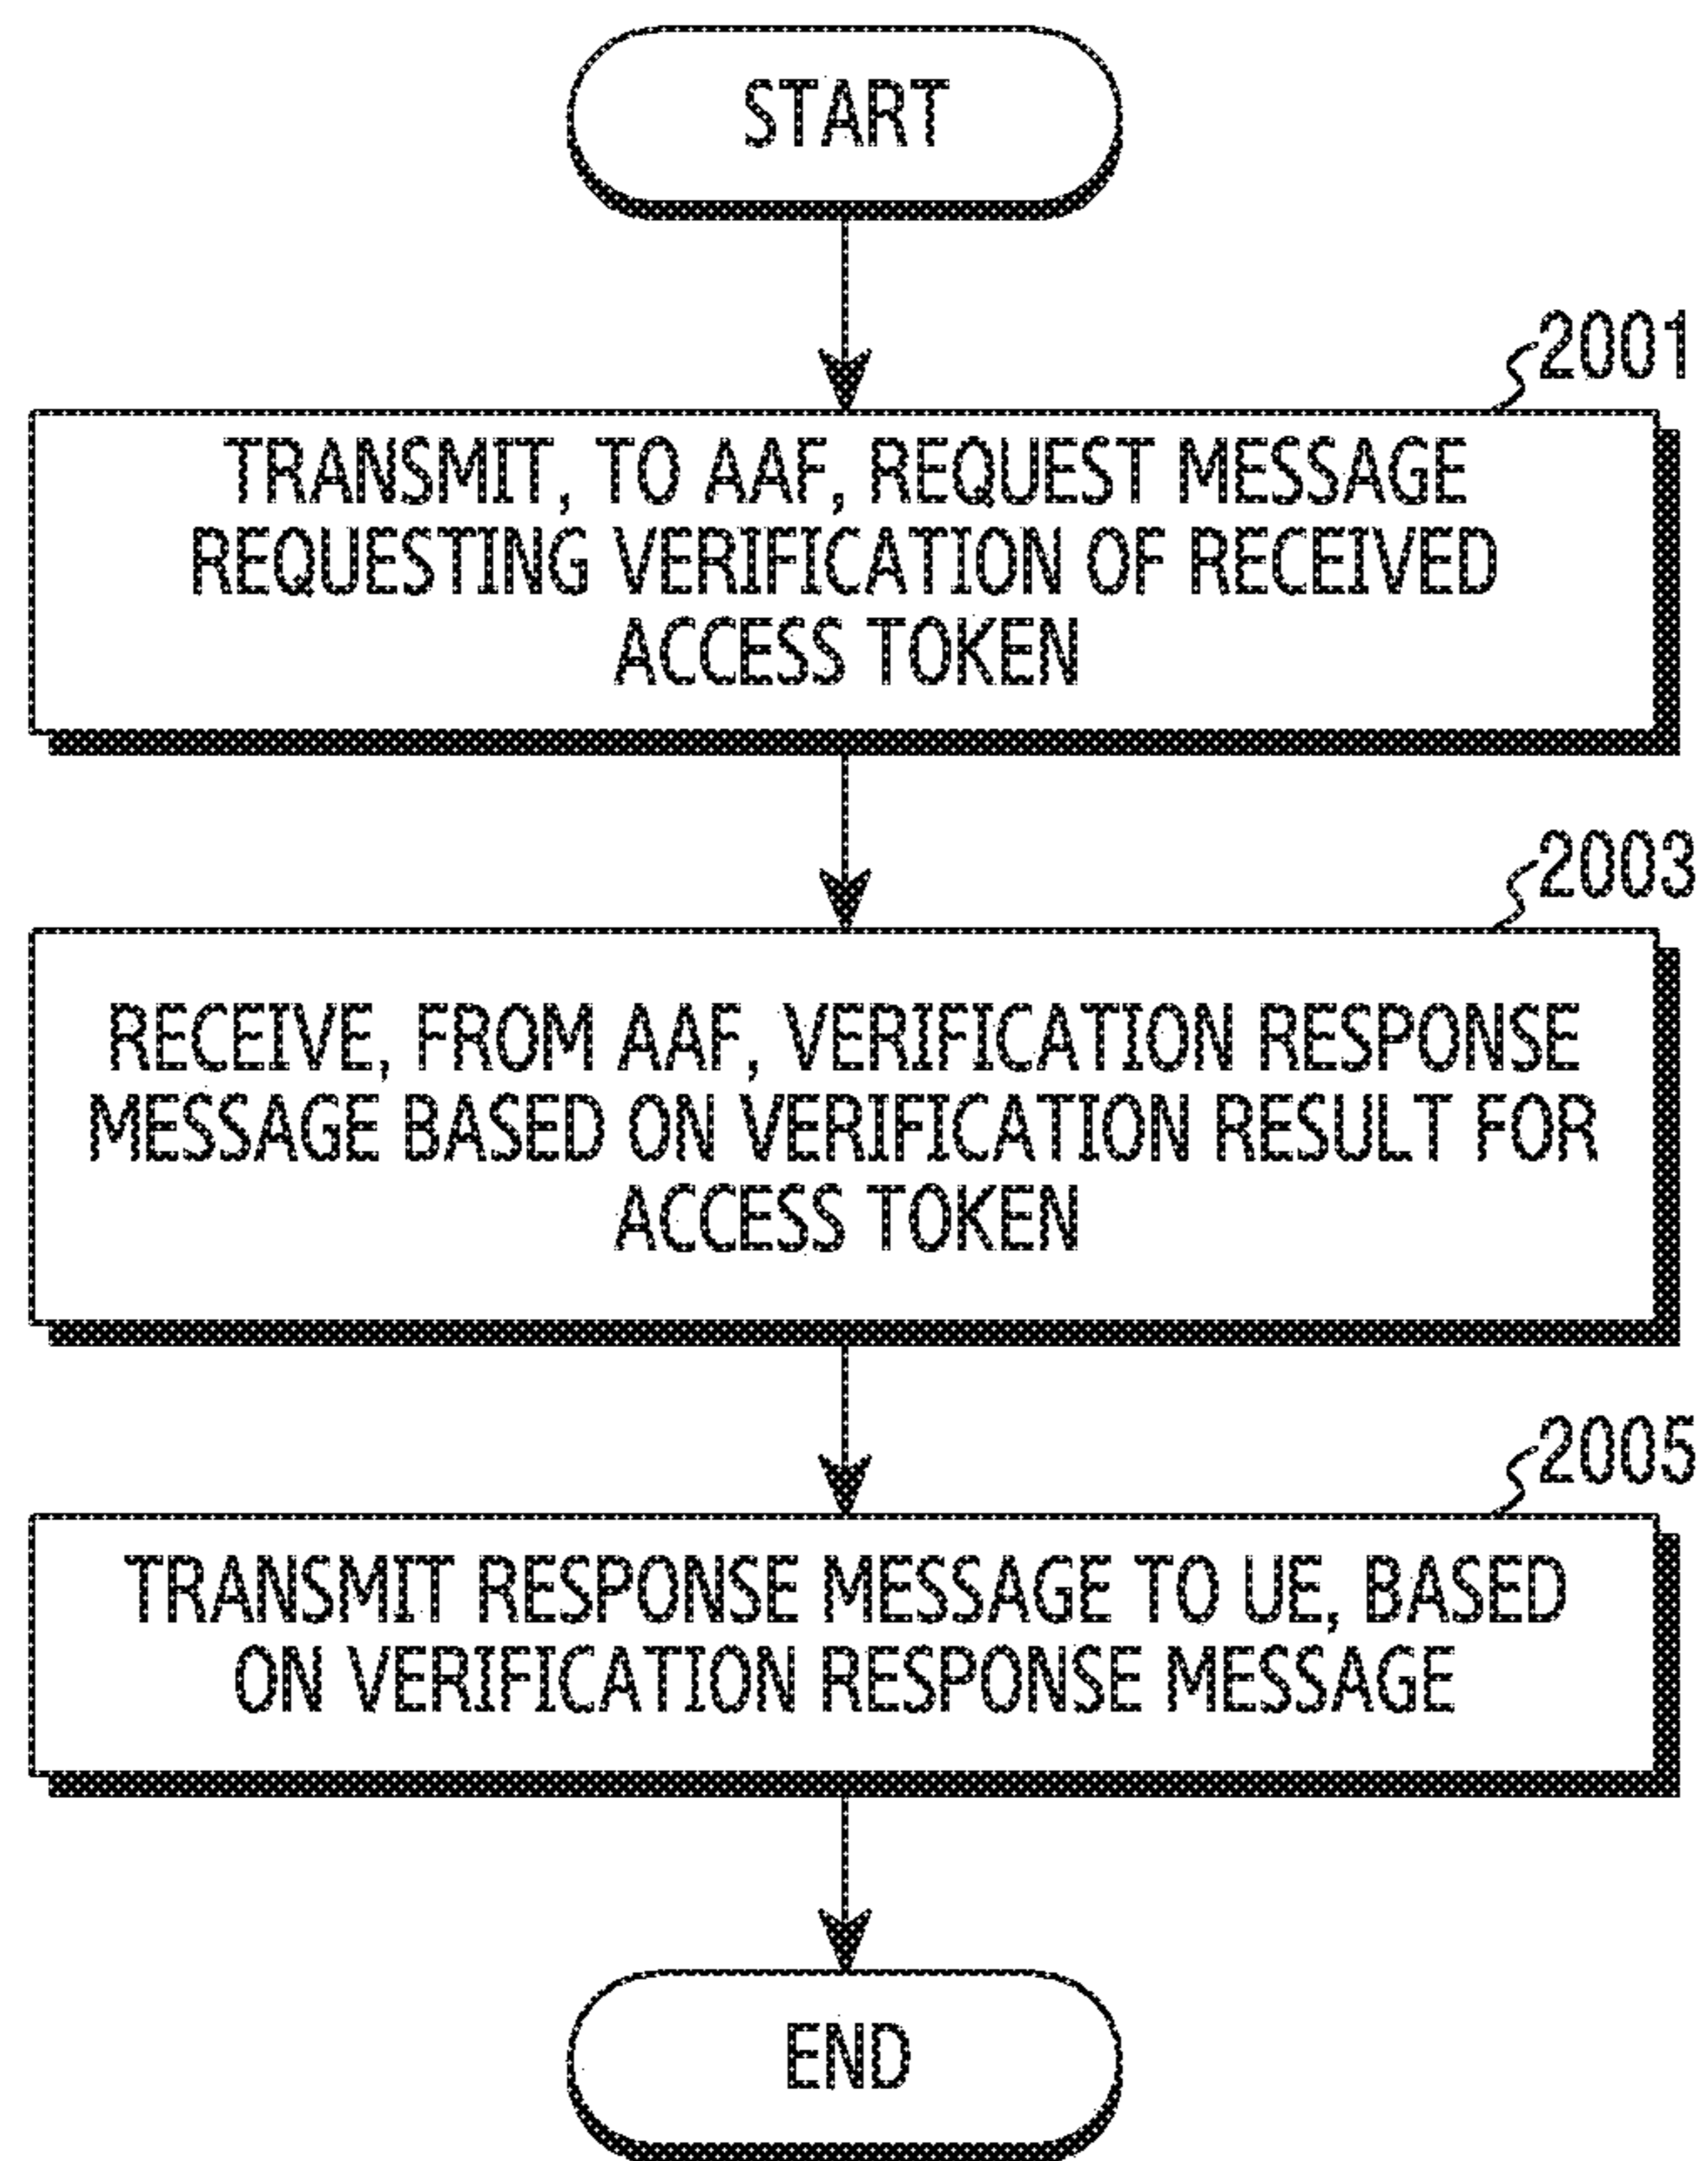 START
2001
TRANSMIT, TO AAF, REQUEST MESSAGE
REQUESTING VERIFICATION OF RECEIVED
ACCESS TOKEN
2003
RECEIVE, FROM AAF, VERIFICATION RESPONSE
MESSAGE BASED ON VERIFICATION RESULT FOR
ACCESS TOKEN
2005
TRANSMIT RESPONSE MESSAGE TO UE, BASED
ON VERIFICATION RESPONSE MESSAGE
END